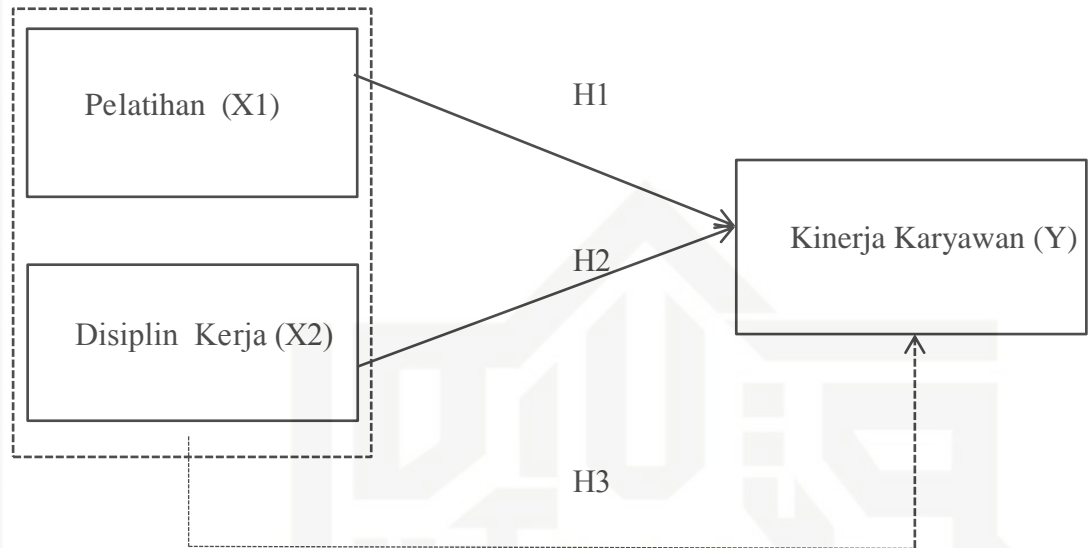 Pelatihan (X1)
H1
Kinerja Karyawan (Y)
H2
Disiplin Kerja (X2)
H3